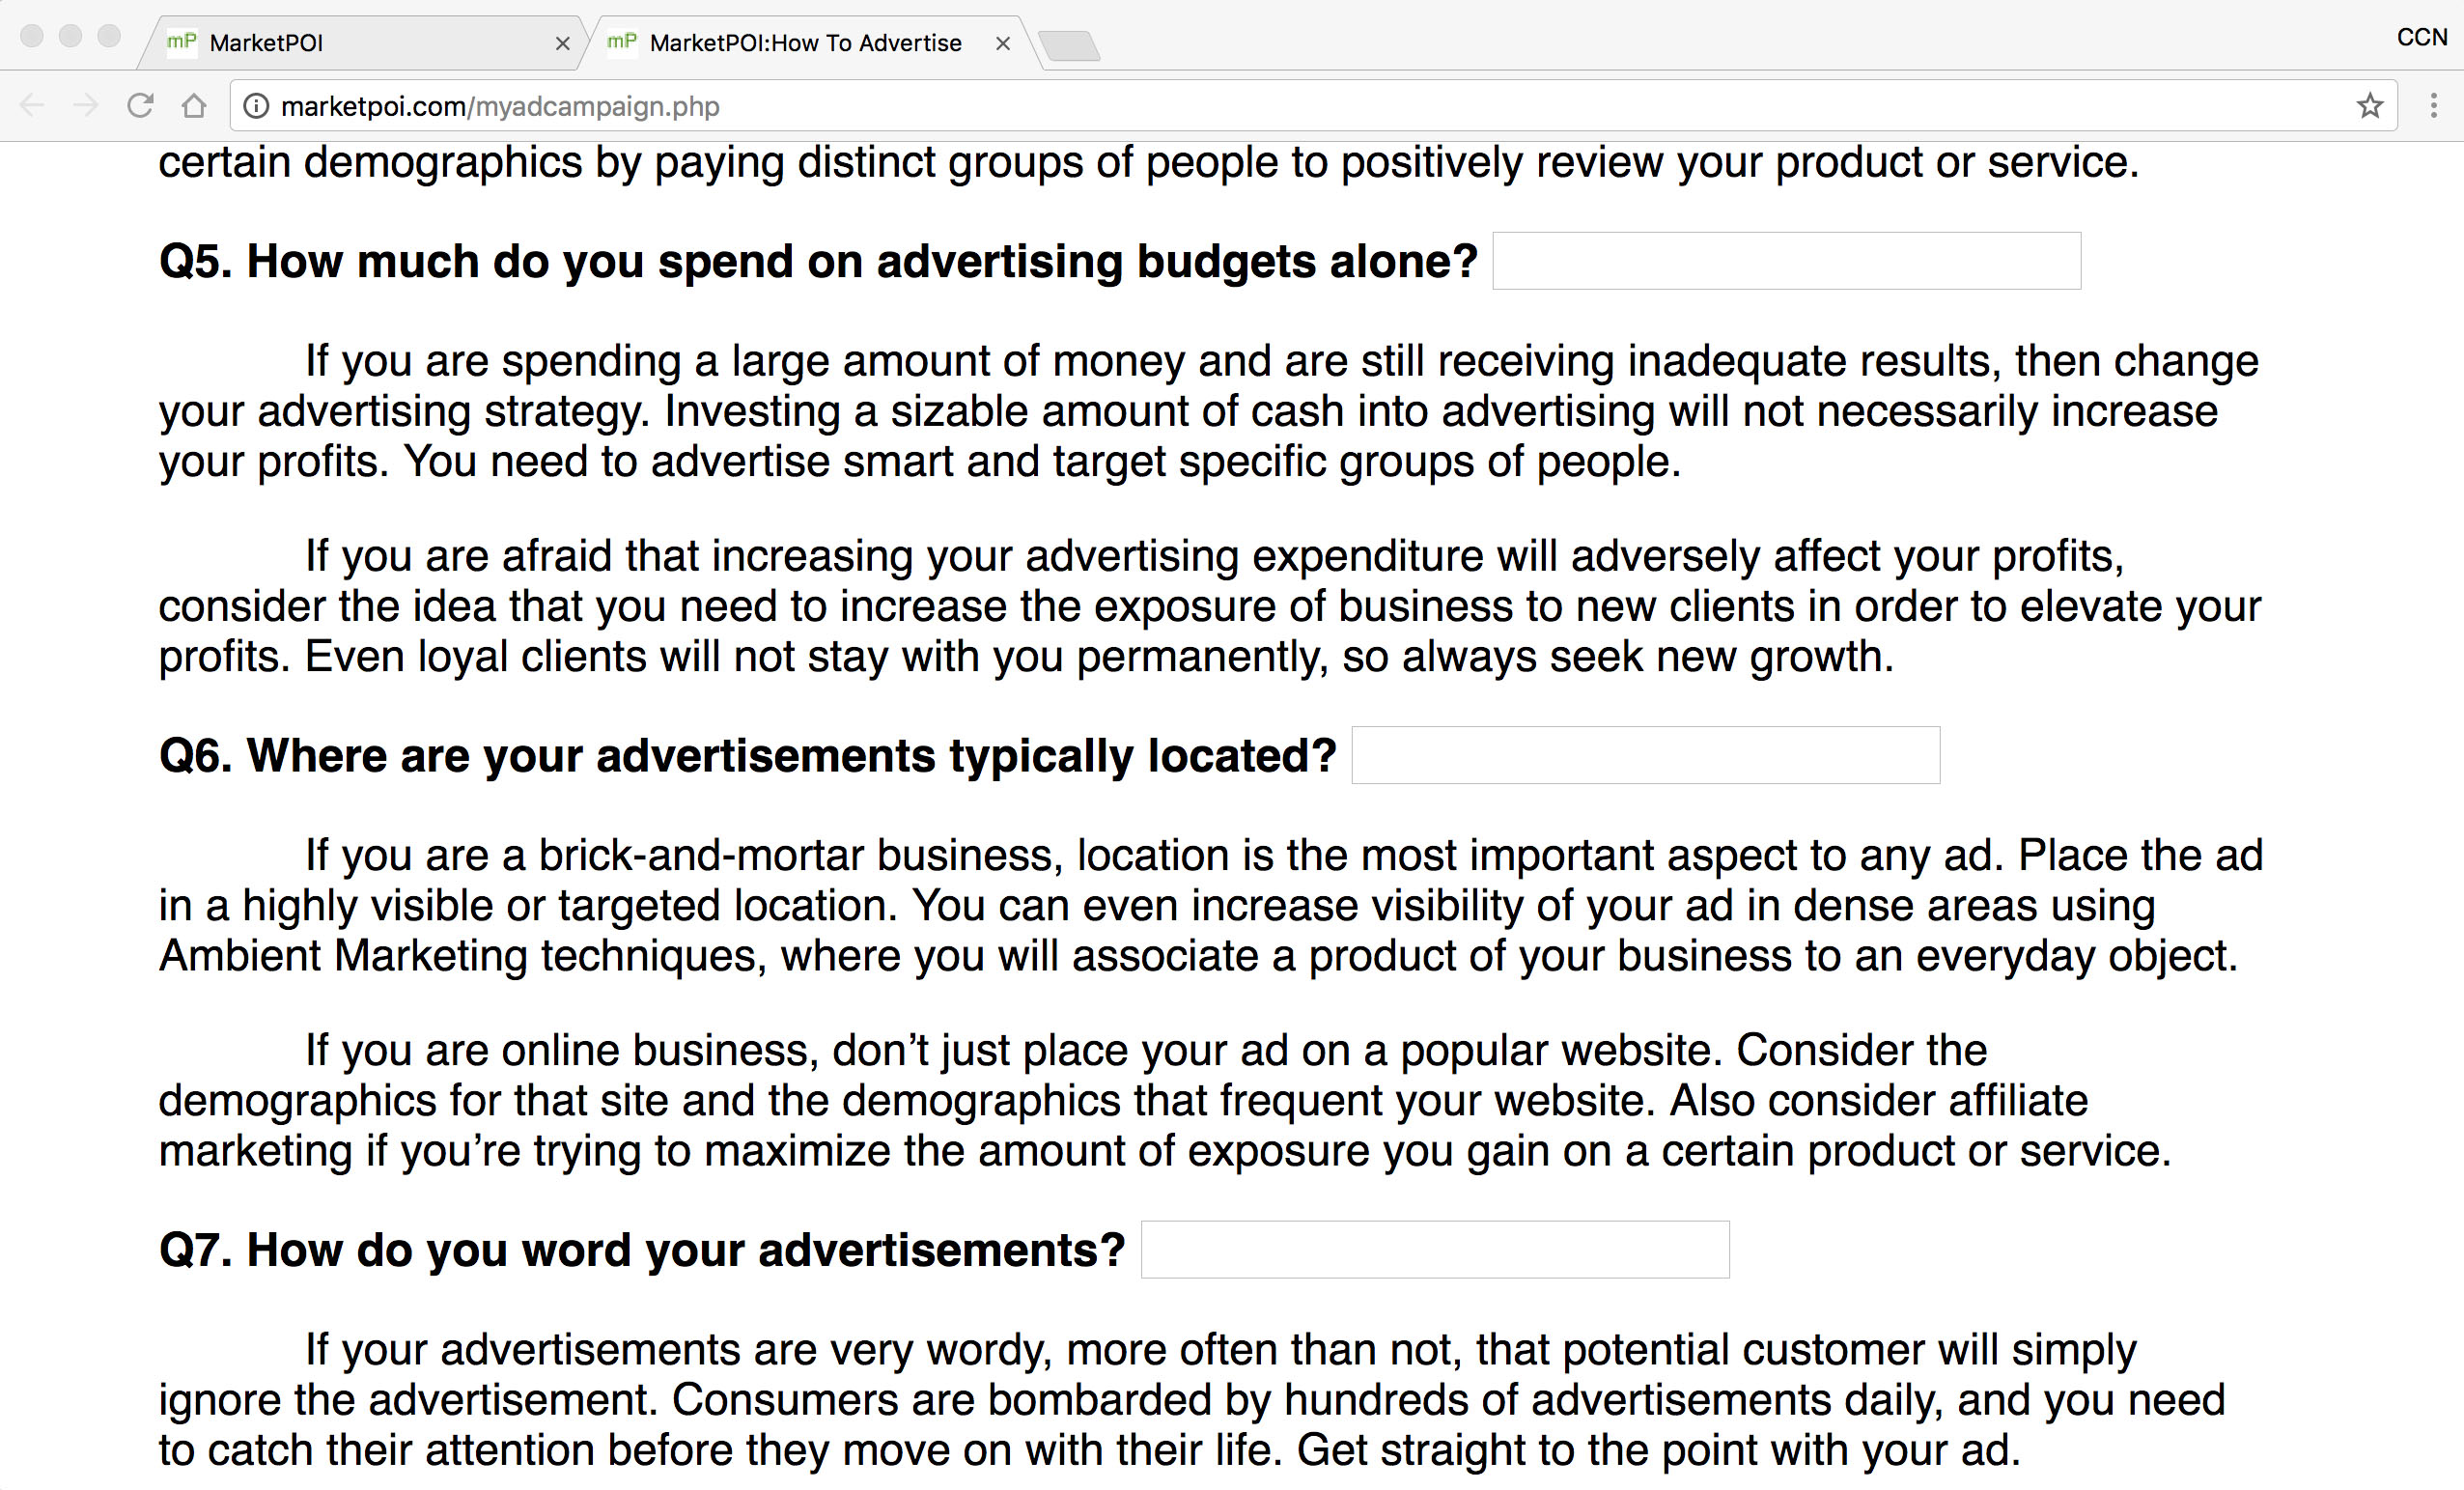 mP MarketPOI
mP MarketPOI:How To Advertise
CCN
marketpoi.com/myadcampaign.php
certain demographics by paying distinct groups of people to positively review your product or service.
Q5. How much do you spend on advertising budgets alone?
If you are spending a large amount of money and are still receiving inadequate results, then change
your advertising strategy. Investing a sizable amount of cash into advertising will not necessarily increase
your profits. You need to advertise smart and target specific groups of people.
If you are afraid that increasing your advertising expenditure will adversely affect your profits,
consider the idea that you need to increase the exposure of business to new clients in order to elevate your
profits. Even loyal clients will not stay with you permanently, so always seek new growth.
Q6. Where are your advertisements typically located?
If you are a brick-and-mortar business, location is the most important aspect to any ad. Place the ad
in a highly visible or targeted location. You can even increase visibility of your ad in dense areas using
Ambient Marketing techniques, where you will associate a product of your business to an everyday object.
If you are online business, don’t just place your ad on a popular website. Consider the
demographics for that site and the demographics that frequent your website. Also consider affiliate
marketing if you’re trying to maximize the amount of exposure you gain on a certain product or service.
Q7. How do you word your advertisements?
If your advertisements are very wordy, more often than not, that potential customer will simply
ignore the advertisement. Consumers are bombarded by hundreds of advertisements daily, and you need
to catch their attention before they move on with their life. Get straight to the point with your ad.